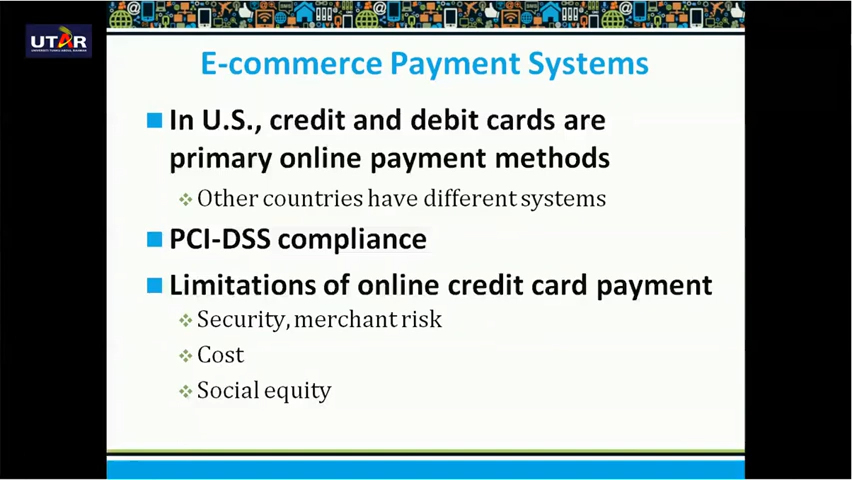 UTAR
E-commerce Payment Systems
In U.S., credit and debit cards are
primary online payment methods
Other countries have different systems
PCI-DSS compliance
Limitations of online credit card payment
Security, merchant risk
Cost
Social equity